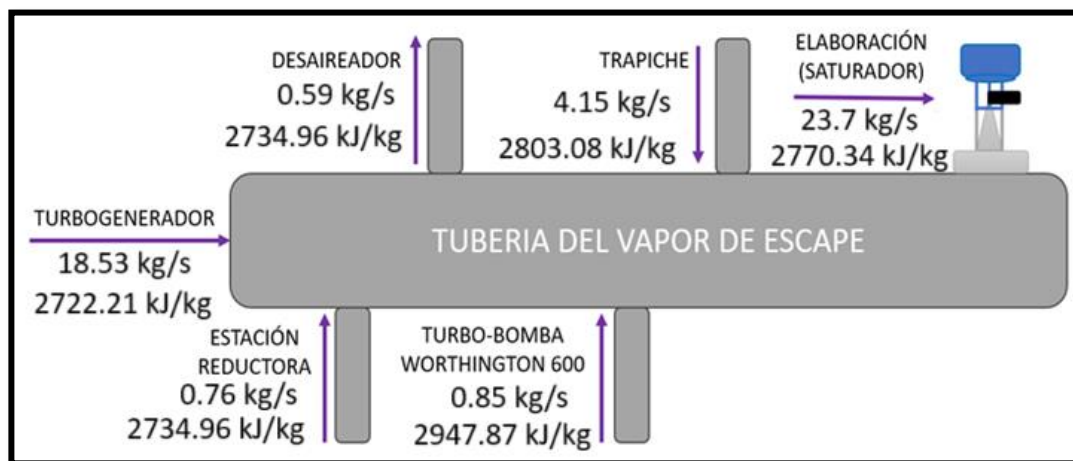 DESAIREADOR
0.59 kg/s
2734.96 kJ/kg
TRAPICHE
4.15 kg/s
2803.08 kJ/kg
ELABORACIÓN
(SATURADOR)
23.7 kg/s
2770.34 kJ/kg
TURBOGENERADOR
18.53 kg/s
2722.21 kJ/kg
TUBERIA DEL VAPOR DE ESCAPE
ESTACIÓN
REDUCTORA
0.76 kg/s
2734.96 kJ/kg
TURBO-BOMBA
WORTHINGTON 600
0.85 kg/s
2947.87 kJ/kg